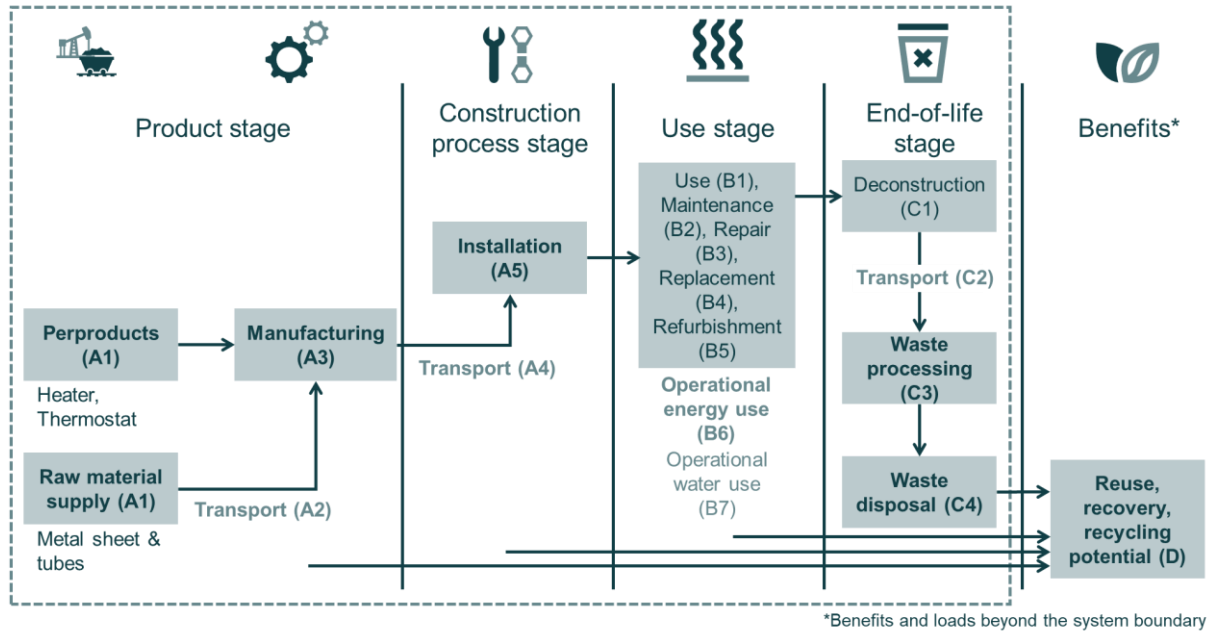 Product stage
Construction
process stage
Use stage
End-of-life
stage
Benefits*
Perproducts
(A1)
Heater,
Thermostat
Raw material
supply (A1)
Metal sheet &
tubes
Transport (A2)
Manufacturing
(A3)
Transport (A4)
Installation
(A5)
Use (B1),
Maintenance
(B2), Repair
(B3),
Replacement
(B4),
Refurbishment
(B5)
Operational
energy use
(B6)
Operational
water use
(B7)
Deconstruction
(C1)
Transport (C2)
Waste
processing
(C3)
Waste
disposal (C4)
Reuse,
recovery,
recycling
potential (D)
*Benefits and loads beyond the system boundary